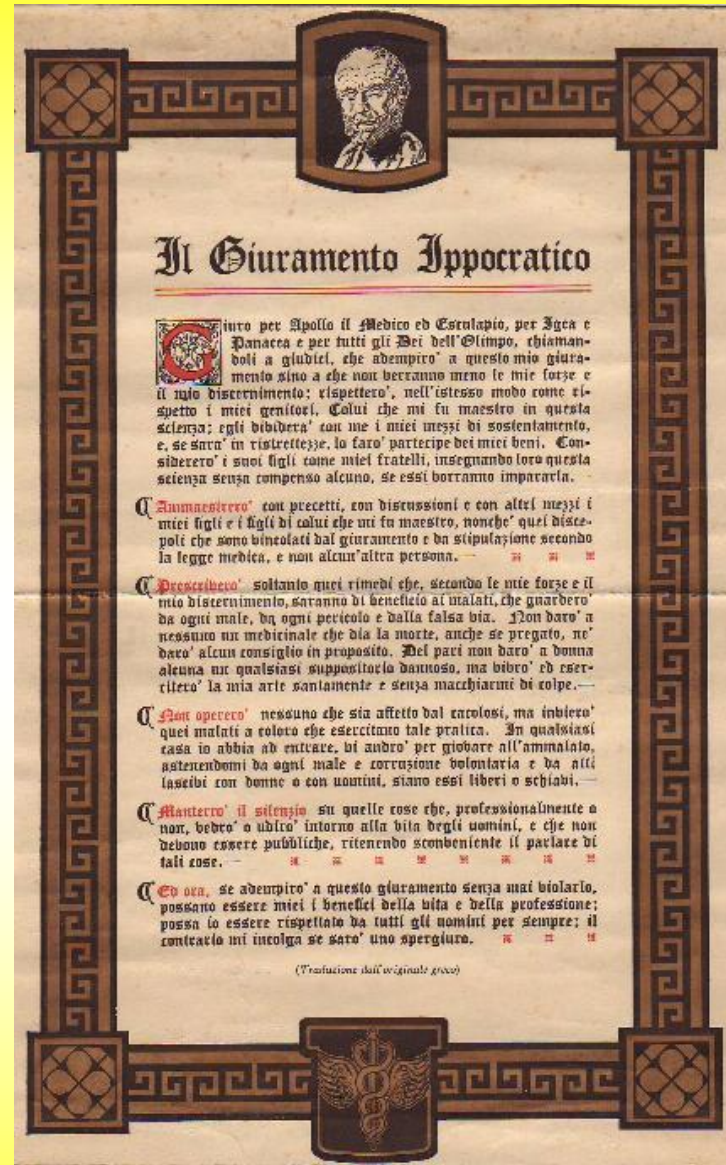 Il Giuramento Ippocratico
Giuro per Apollo il Medico ed Esculapio, per Igea e
Panacea e per tutti gli Dei dell'Olimpo, chiaman-
doli a giudici, che adempiro' a questo mio giura-
mento sino a che non verranno meno le mie forze e
il mio discernimento; rispettero', nell'istesso modo come ri-
spetto i miei genitori, Colui che mi fu maestro in questa
scienza; egli dividera' con me i miei mezzi di sostentamento,
e, se sara' in ristrettezze, lo faro' partecipe dei miei beni. Con-
siderero' i suoi figli come miei fratelli, insegnando loro questa
scienza senza compenso alcuno, se essi vorranno impararla.
Ammaestrero' con precetti, con discussioni e con altri mezzi i
miei figli e i figli di colui che mi fu maestro, nonche' quei disce-
poli che sono vincolati dal giuramento e da stipulazione secondo
la legge medica, e non alcun'altra persona.
Prescrivero' soltanto quei rimedi che, secondo le mie forze e il
mio discernimento, saranno di beneficio ai malati, che guardero'
da ogni male, da ogni pericolo e dalla falsa via. Non daro' a
nessuno un medicinale che dia la morte, anche se pregato, ne'
daro' alcun consiglio in proposito. Del pari non daro' a donna
alcuna un qualsiasi suppositorio dannoso, ma vivro' ed eser-
citero' la mia arte santamente e senza macchiarmi di colpe.—
Non operero' nessuno che sia affetto dal calcolosi, ma inviero'
quei malati a coloro che esercitano tale pratica. In qualsiasi
casa io abbia ad entrare, vi andro' per giovare all'ammalato,
astenendomi da ogni male e corruzione volontaria e da atti
lascivi con donne o con uomini, siano essi liberi o schiavi.—
Manterro' il silenzio su quelle cose che, professionalmente o
non, vedro' o udiro' intorno alla vita degli uomini, e che non
devono essere pubbliche, ritenendo sconveniente il parlare di
tali cose. —
Ed ora, se adempiro' a questo giuramento senza mai violarlo,
possano essere miei i benefici della vita e della professione;
possa io essere rispettato da tutti gli uomini per sempre; il
contrario mi incolga se saro' uno spergiuro.
(Traduzione dall'originale greco)